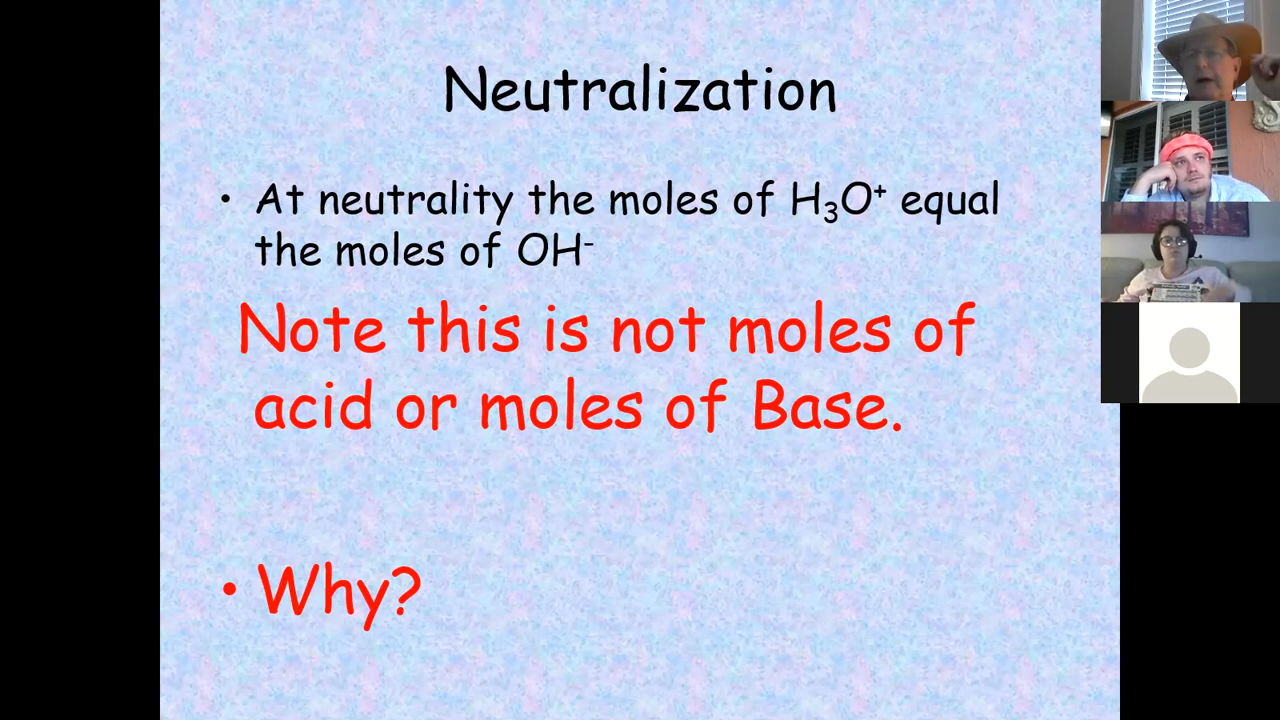 Neutralization
• At neutrality the moles of H₃O⁺ equal
the moles of OH⁻
Note this is not moles of
acid or moles of Base.
• Why?